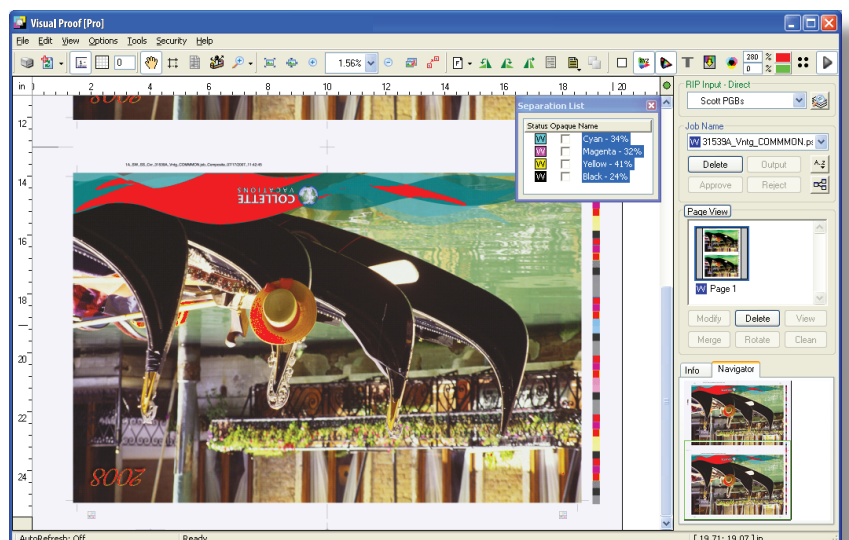 Visual Proof [Pro]
File Edit View Options Tools Security Help
0 1.56% 280 % 0 %
in 2 4 6 8 10 12 14 16 18 20
12
14
16
18
20
22
24
2008
Separation List
Status Opaque Name
Cyan - 34%
Magenta - 32%
Yellow - 41%
Black - 24%
COLLETTE
VACATIONS
2008
RIP Input - Direct
Scott PGBs
Job Name
31539A_Vntg_COMMMON.ps
Delete Output
Approve Reject
Page View
Page 1
Modify Delete View
Merge Rotate Clean
Info Navigator
AutoRefresh: Off Ready [ 19.71; 19.07 ] in